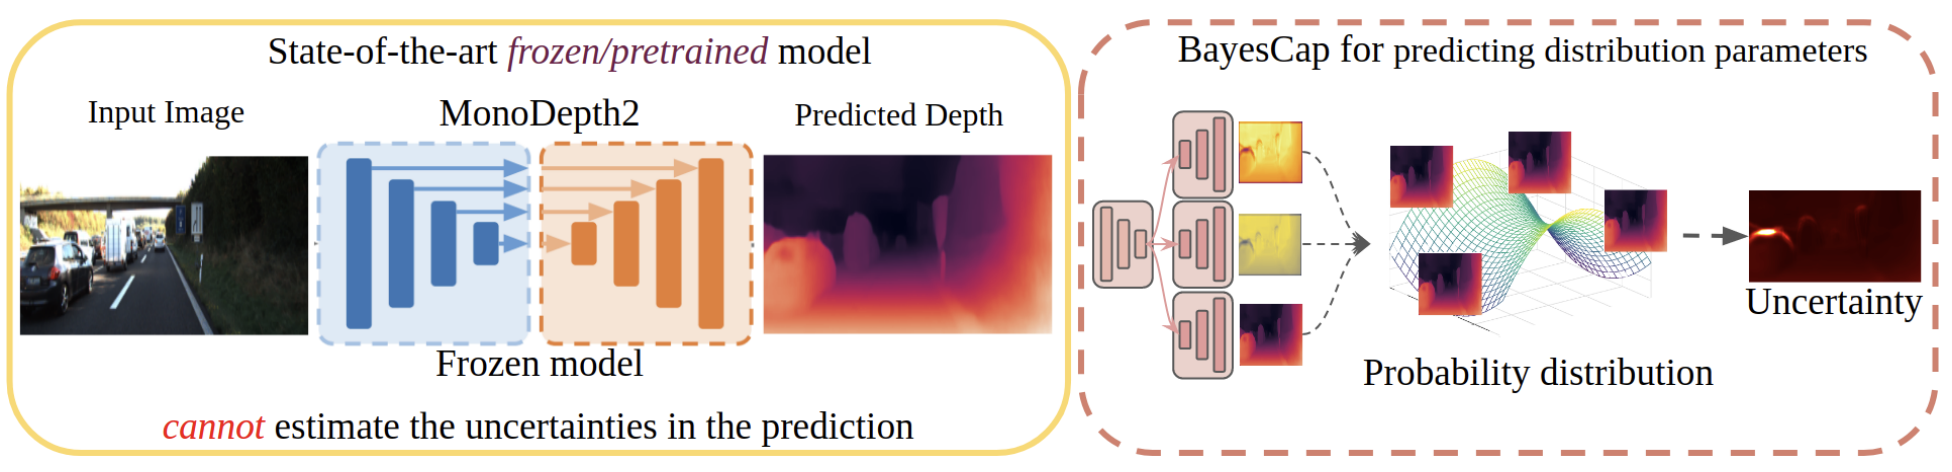 State-of-the-art frozen/pretrained model
Input Image
MonoDepth2
Predicted Depth
Frozen model
cannot estimate the uncertainties in the prediction
BayesCap for predicting distribution parameters
Uncertainty
Probability distribution